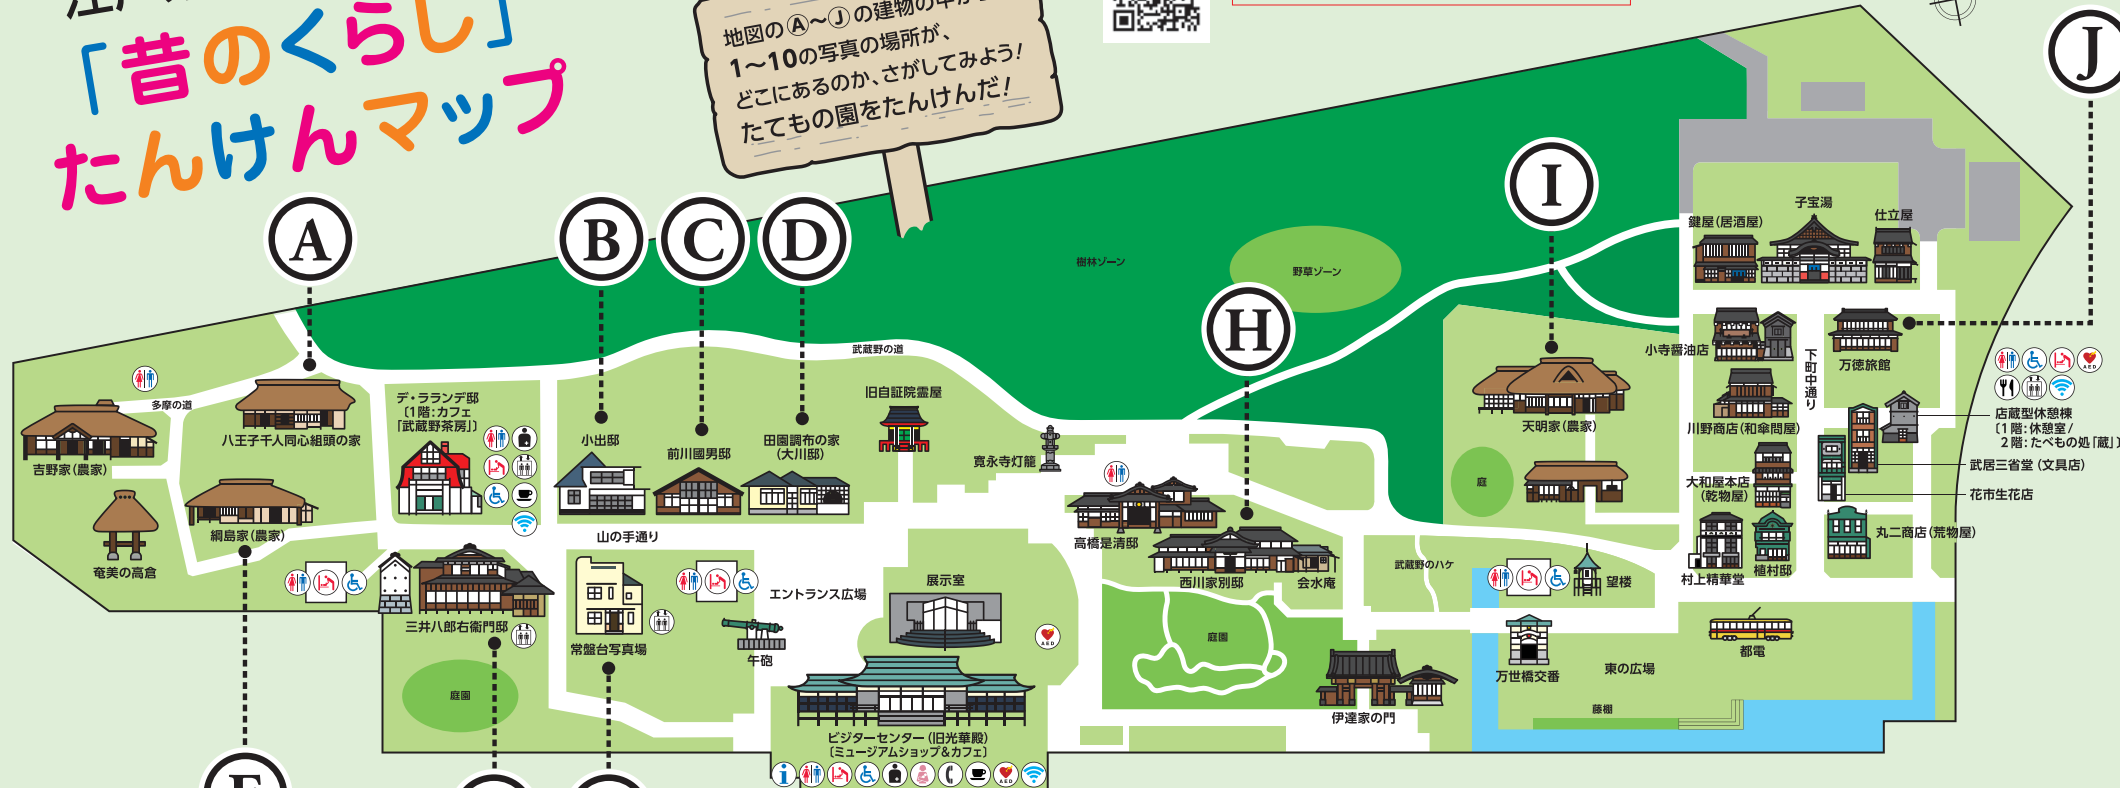 「昔のくらし」
たんけんマップ
地図のⒶ〜Ⓙの建物の中から
1〜10の写真の場所が、
どこにあるのか、さがしてみよう!
たてもの園をたんけんだ!
J
A
B
C
D
H
I
樹林ゾーン
野草ゾーン
武蔵野の道
多摩の道
吉野家(農家)
八王子千人同心組頭の家
奄美の高倉
綱島家(農家)
デ・ラランデ邸
〔1階:カフェ
「武蔵野茶房」〕
小出邸
前川國男邸
田園調布の家
(大川邸)
旧自証院霊屋
寛永寺灯籠
山の手通り
三井八郎右衞門邸
庭園
常盤台写真場
エントランス広場
午砲
展示室
AED
ビジターセンター(旧光華殿)
〔ミュージアムショップ&カフェ〕
i
AED
高橋是清邸
西川家別邸
会水庵
庭園
伊達家の門
武蔵野のハケ
天明家(農家)
庭
望楼
万世橋交番
東の広場
藤棚
都電
鍵屋(居酒屋)
子宝湯
仕立屋
小寺醤油店
下町中通り
万徳旅館
川野商店(和傘問屋)
大和屋本店
(乾物屋)
村上精華堂
植村邸
丸二商店(荒物屋)
AED
店蔵型休憩棟
〔1階:休憩室/
2階:たべもの処「蔵」〕
武居三省堂(文具店)
花市生花店